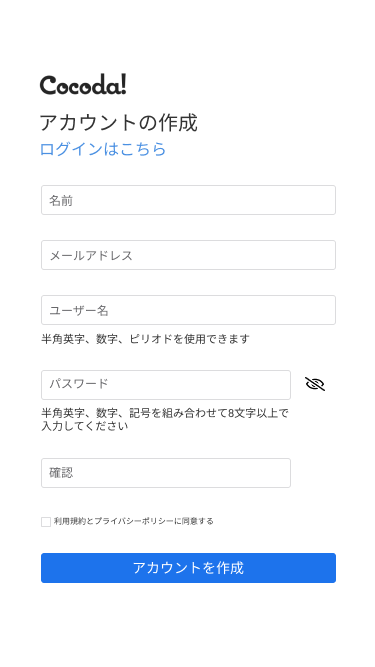 Cocoda!
アカウントの作成
ログインはこちら
名前
メールアドレス
ユーザー名
半角英字、数字、ピリオドを使用できます
パスワード
半角英字、数字、記号を組み合わせて8文字以上で
入力してください
確認
利用規約とプライバシーポリシーに同意する
アカウントを作成